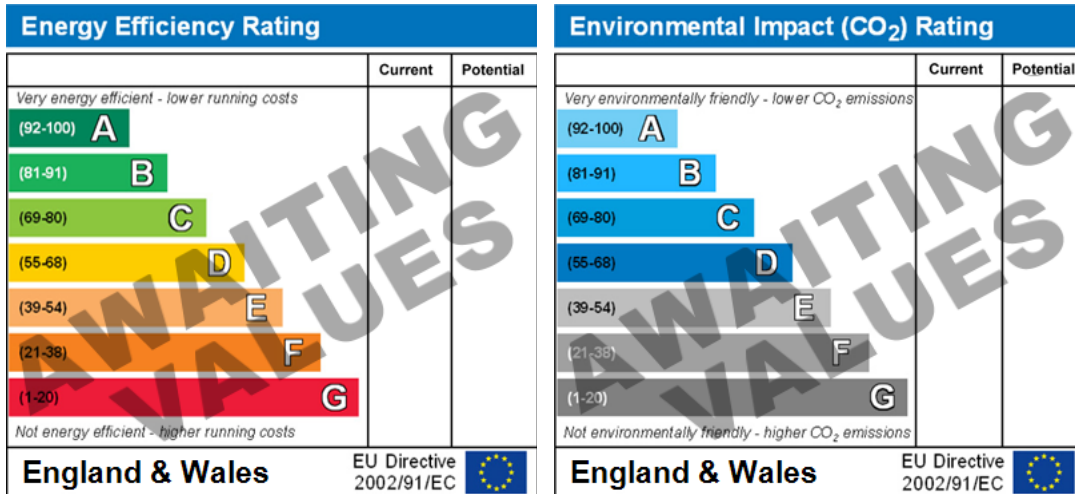 Energy Efficiency Rating
Current Potential
Very energy efficient - lower running costs
(92-100) A
(81-91) B
(69-80) C
(55-68) D
(39-54) E
(21-38) F
(1-20) G
Not energy efficient - higher running costs
AWAITING
VALUES
England & Wales
EU Directive
2002/91/EC
Environmental Impact (CO₂) Rating
Current Potential
Very environmentally friendly - lower CO₂ emissions
(92-100) A
(81-91) B
(69-80) C
(55-68) D
(39-54) E
(21-38) F
(1-20) G
Not environmentally friendly - higher CO₂ emissions
AWAITING
VALUES
England & Wales
EU Directive
2002/91/EC